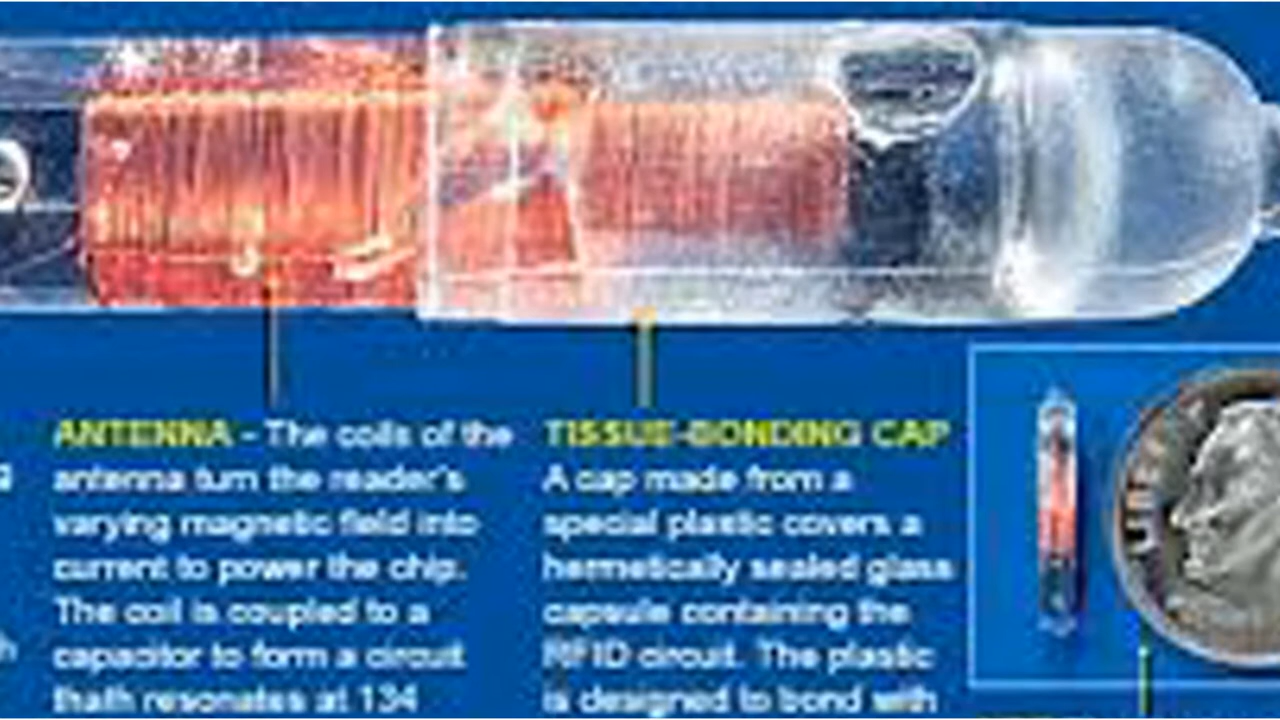 ANTENNA - The coils of the
antenna turn the reader's
varying magnetic field into
current to power the chip.
The coil is coupled to a
capacitor to form a circuit
thath resonates at 134
TISSUE-BONDING CAP
A cap made from a
special plastic covers a
hermetically sealed glass
capsule containing the
RFID circuit. The plastic
is designed to bond with